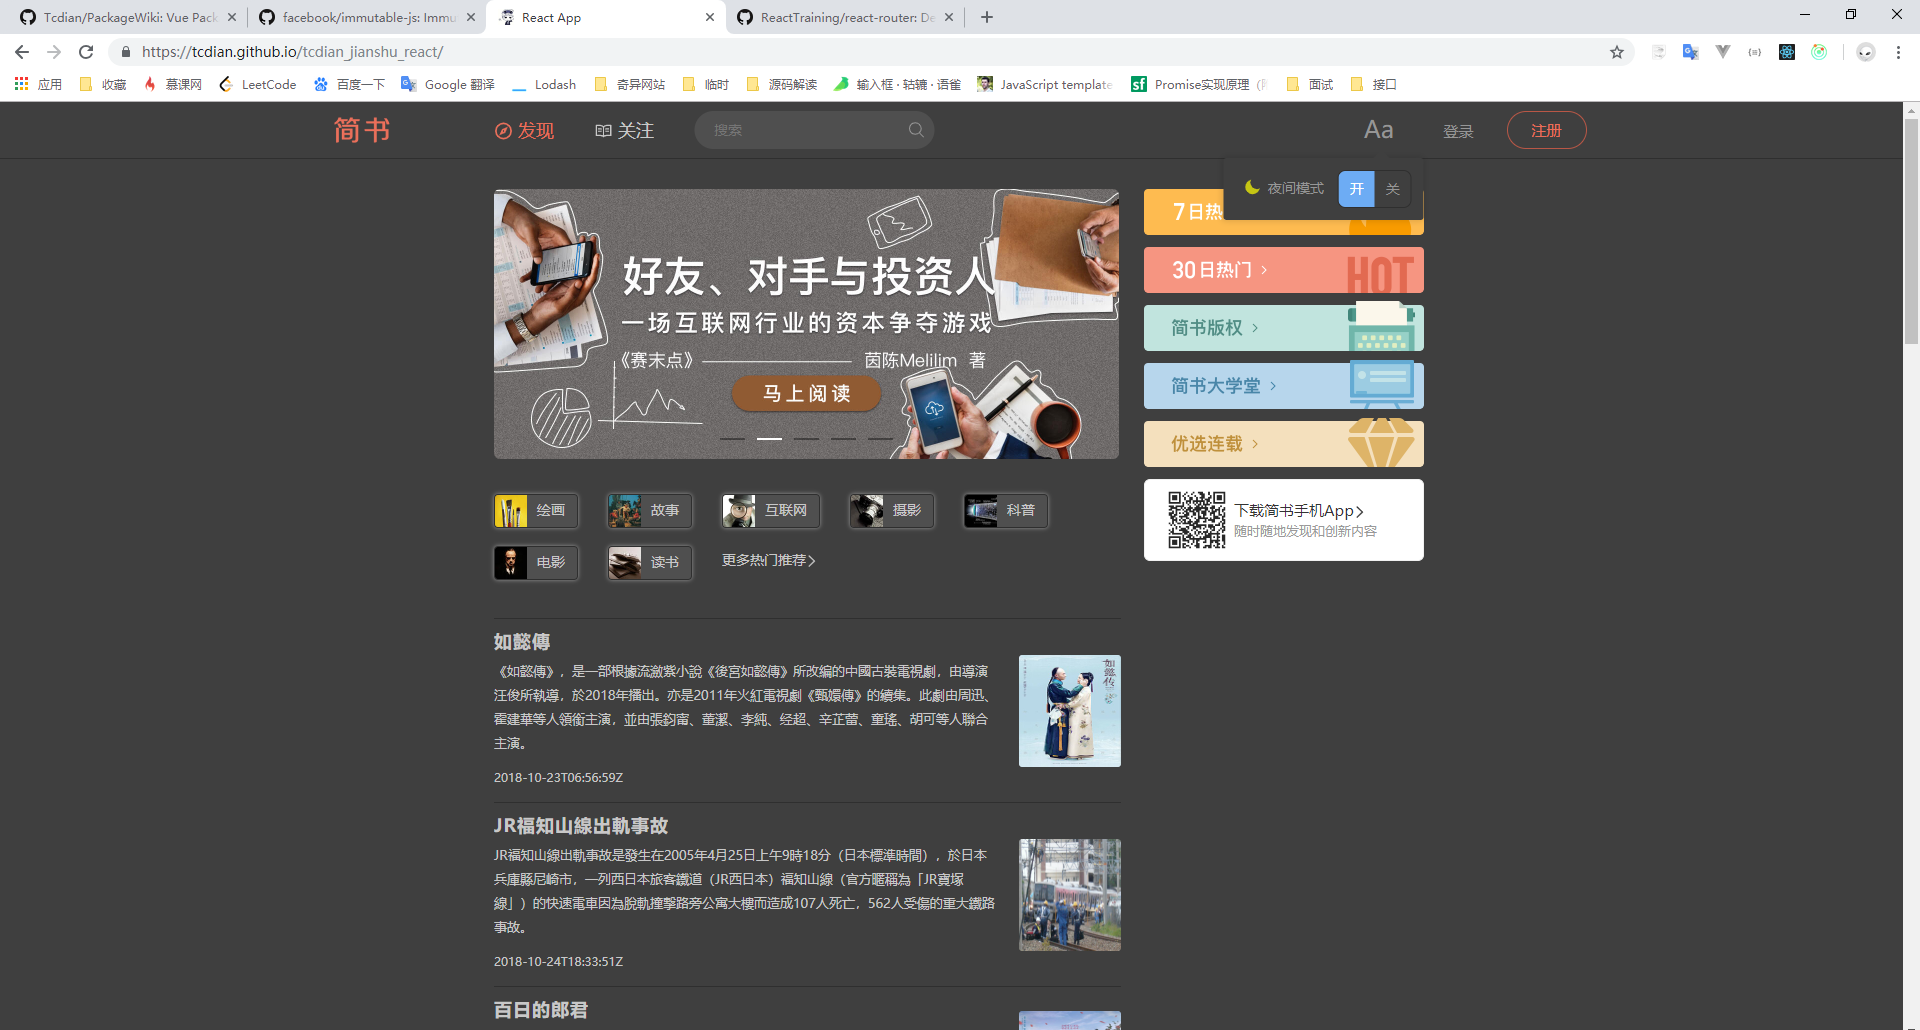 Tcdian/PackageWiki: Vue Pack
facebook/immutable-js: Immu
React App
ReactTraining/react-router: De
https://tcdian.github.io/tcdian_jianshu_react/
应用
收藏
慕课网
LeetCode
百度一下
Google 翻译
Lodash
奇异网站
临时
源码解读
输入框 · 轱辘 · 语雀
JavaScript template
Promise实现原理
面试
接口
简书
发现
关注
搜索
Aa
登录
注册
夜间模式
开
关
好友、对手与投资人
一场互联网行业的资本争夺游戏
《赛末点》
茵陈Melilim 著
马上阅读
7日热
30日热门
HOT
简书版权
简书大学堂
优选连载
下载简书手机App
随时随地发现和创新内容
绘画
故事
互联网
摄影
科普
电影
读书
更多热门推荐
如懿傳
《如懿傳》，是一部根據流瀲紫小說《後宮如懿傳》所改編的中國古裝電視劇，由導演
汪俊所執導，於2018年播出。亦是2011年火紅電視劇《甄嬛傳》的續集。此劇由周迅、
霍建華等人領銜主演，並由張鈞甯、董潔、李純、经超、辛芷蕾、童瑤、胡可等人聯合
主演。
如懿传
2018-10-23T06:56:59Z
JR福知山線出軌事故
JR福知山線出軌事故是發生在2005年4月25日上午9時18分（日本標準時間），於日本
兵庫縣尼崎市，一列西日本旅客鐵道（JR西日本）福知山線（官方暱稱為「JR寶塚
線」）的快速電車因為脫軌撞擊路旁公寓大樓而造成107人死亡，562人受傷的重大鐵路
事故。
2018-10-24T18:33:51Z
百日的郎君